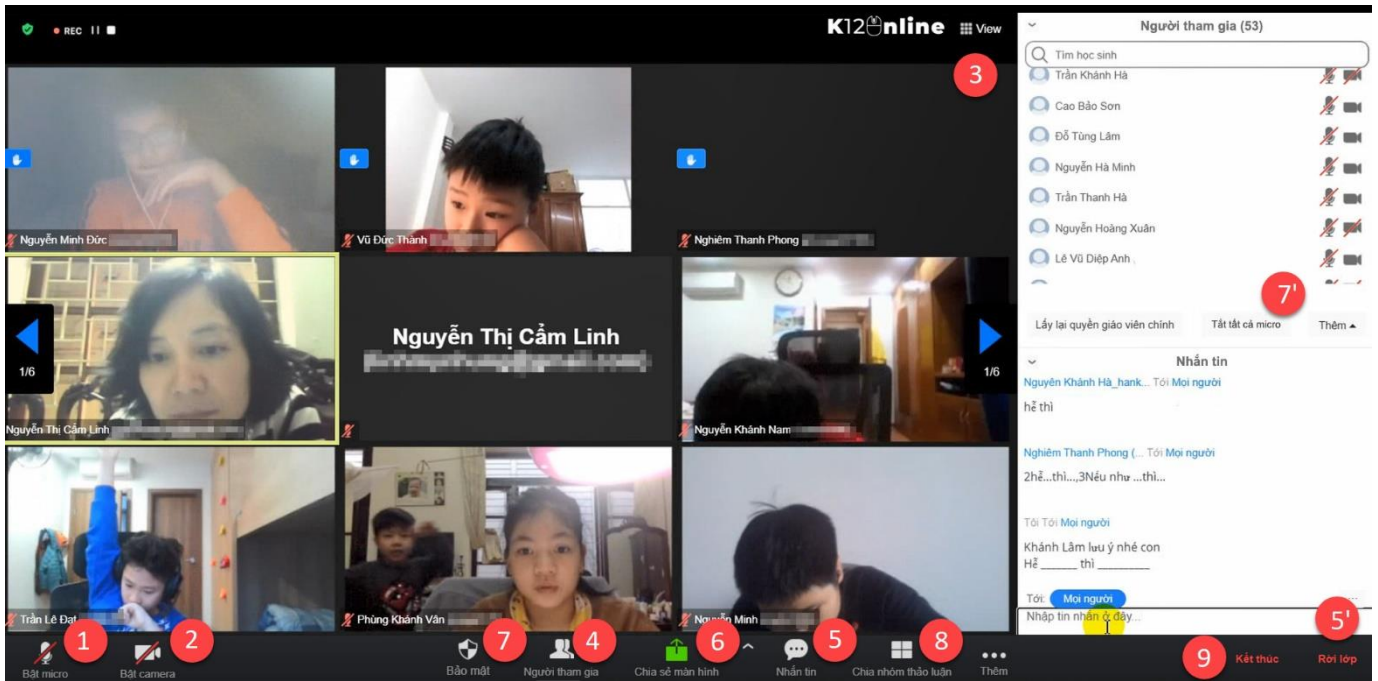 REC
K12Online
View
3
Nguyễn Minh Đức
Vũ Đức Thành
Nghiêm Thanh Phong
1/6
Nguyễn Thị Cẩm Linh
Nguyễn Thị Cẩm Linh
1/6
Nguyễn Khánh Nam
Trần Lê Đạt
Phùng Khánh Vân
Nguyễn Minh
1
Bật micro
2
Bật camera
7
Bảo mật
4
Người tham gia
6
Chia sẻ màn hình
5
Nhắn tin
8
Chia nhóm thảo luận
Thêm
Người tham gia (53)
Tìm học sinh
Trần Khánh Hà
Cao Bảo Sơn
Đỗ Tùng Lâm
Nguyễn Hà Minh
Trần Thanh Hà
Nguyễn Hoàng Xuân
Lê Vũ Diệp Anh
7'
Lấy lại quyền giáo viên chính
Tắt tất cả micro
Thêm
Nhắn tin
Nguyễn Khánh Hà_hank... Tới Mọi người
hễ thì
Nghiêm Thanh Phong (... Tới Mọi người
2hễ...thì...,3Nếu như ...thì...
Tôi Tới Mọi người
Khánh Lâm lưu ý nhé con
Hễ _______ thì __________
Tới: Mọi người
...
Nhập tin nhắn ở đây...
5'
9
Kết thúc
Rời lớp